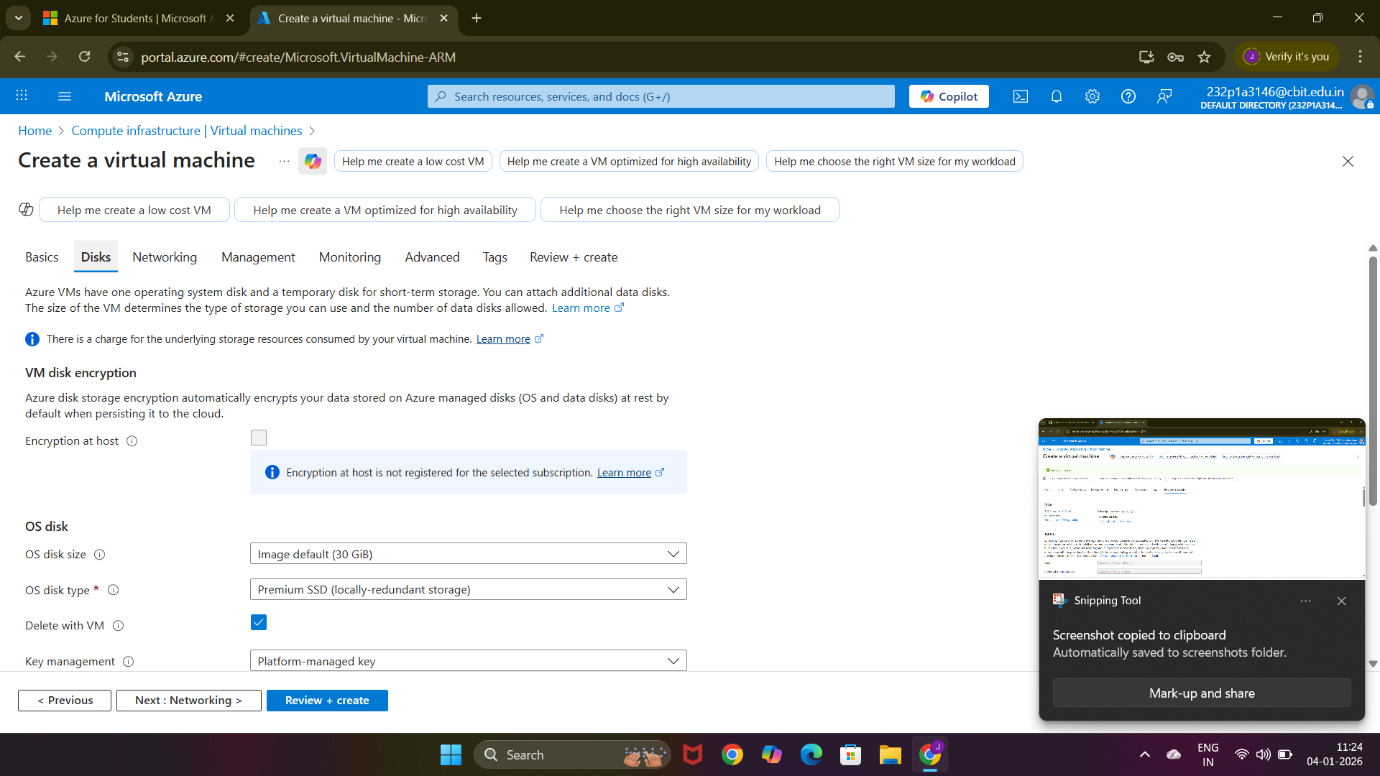 Azure for Students | Microsoft A
Create a virtual machine - Micro
portal.azure.com/#create/Microsoft.VirtualMachine-ARM
J
Verify it's you
Microsoft Azure
Search resources, services, and docs (G+/)
Copilot
232p1a3146@cbit.edu.in
DEFAULT DIRECTORY (232P1A314...
Home > Compute infrastructure | Virtual machines >
Create a virtual machine
...
Help me create a low cost VM
Help me create a VM optimized for high availability
Help me choose the right VM size for my workload
Help me create a low cost VM
Help me create a VM optimized for high availability
Help me choose the right VM size for my workload
Basics Disks Networking Management Monitoring Advanced Tags Review + create
Azure VMs have one operating system disk and a temporary disk for short-term storage. You can attach additional data disks.
The size of the VM determines the type of storage you can use and the number of data disks allowed. Learn more
There is a charge for the underlying storage resources consumed by your virtual machine. Learn more
VM disk encryption
Azure disk storage encryption automatically encrypts your data stored on Azure managed disks (OS and data disks) at rest by
default when persisting it to the cloud.
Encryption at host
Encryption at host is not registered for the selected subscription. Learn more
OS disk
OS disk size
Image default (30 GiB)
OS disk type *
Premium SSD (locally-redundant storage)
Delete with VM
Key management
Platform-managed key
< Previous
Next : Networking >
Review + create
Create a virtual machine
Snipping Tool
...
Screenshot copied to clipboard
Automatically saved to screenshots folder.
Mark-up and share
Search
J
ENG
IN
11:24
04-01-2026